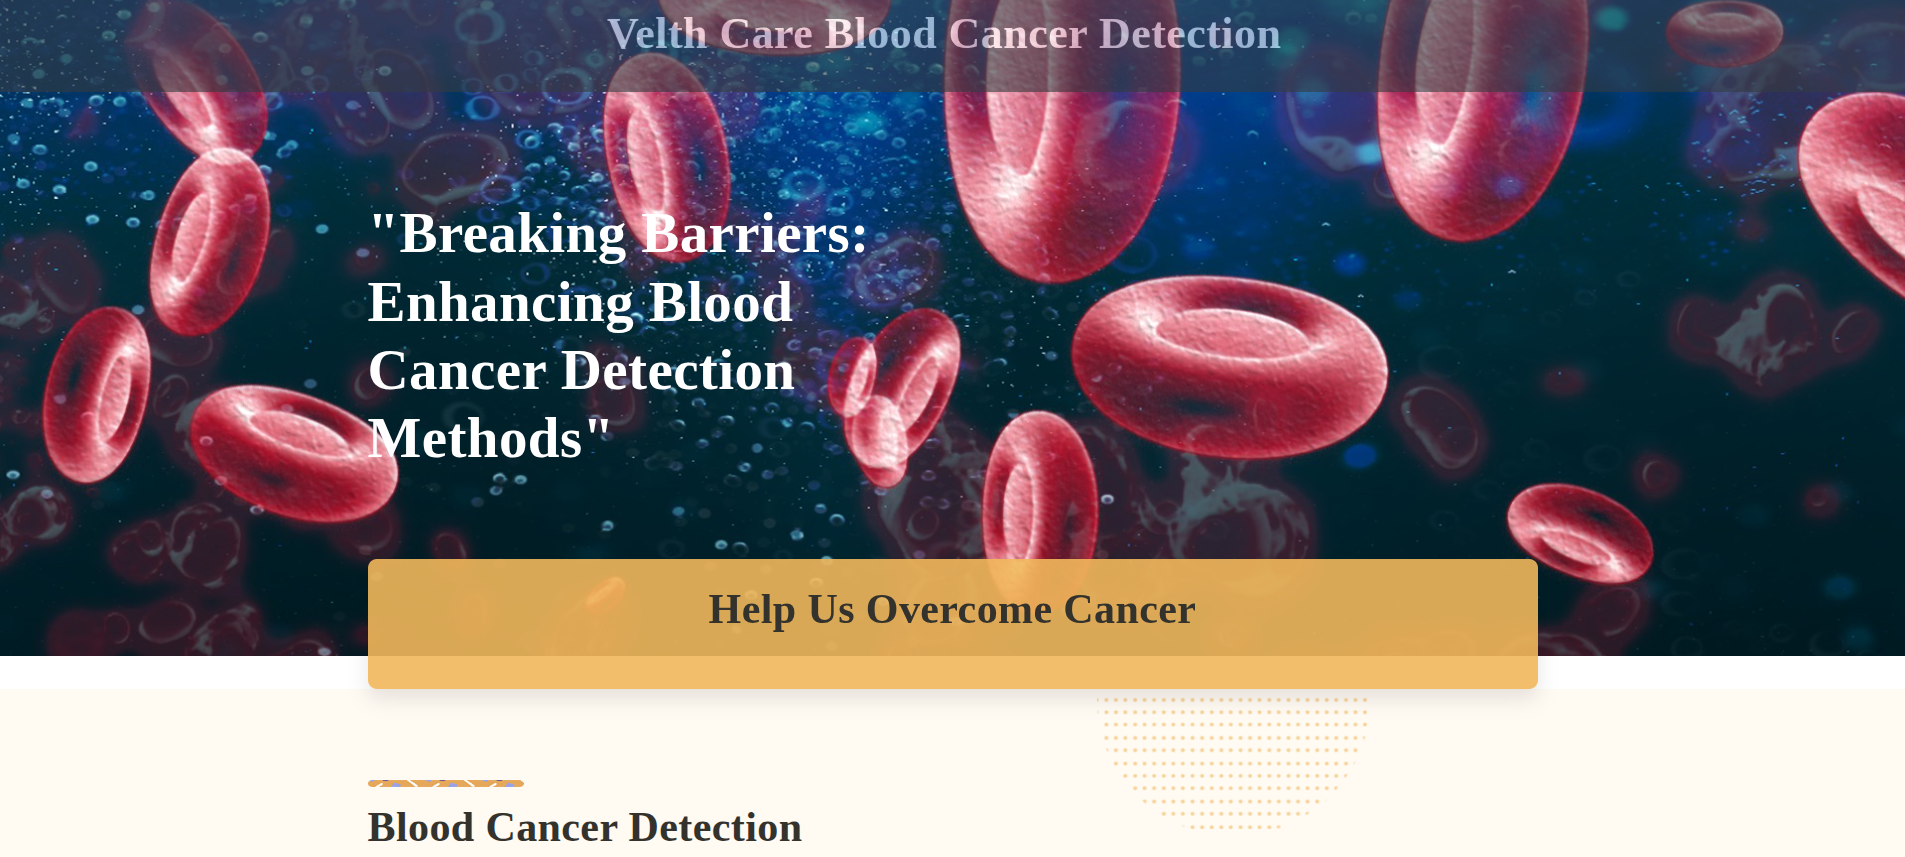 Velth Care Blood Cancer Detection
"Breaking Barriers:
Enhancing Blood
Cancer Detection
Methods"
Help Us Overcome Cancer
Blood Cancer Detection